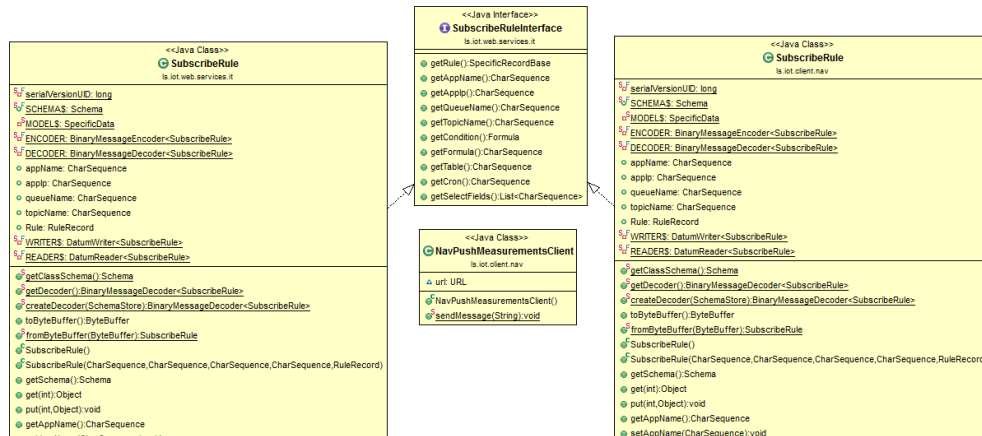 <<Java Class>>
SubscribeRule
ls.iot.web.services.it
serialVersionUID: long
SCHEMA$: Schema
MODEL$: SpecificData
ENCODER: BinaryMessageEncoder<SubscribeRule>
DECODER: BinaryMessageDecoder<SubscribeRule>
appName: CharSequence
appIp: CharSequence
queueName: CharSequence
topicName: CharSequence
Rule: RuleRecord
WRITER$: DatumWriter<SubscribeRule>
READER$: DatumReader<SubscribeRule>
getClassSchema():Schema
getDecoder():BinaryMessageDecoder<SubscribeRule>
createDecoder(SchemaStore):BinaryMessageDecoder<SubscribeRule>
toByteBuffer():ByteBuffer
fromByteBuffer(ByteBuffer):SubscribeRule
SubscribeRule()
SubscribeRule(CharSequence,CharSequence,CharSequence,CharSequence,RuleRecord)
getSchema():Schema
get(int):Object
put(int,Object):void
getAppName():CharSequence
<<Java Interface>>
SubscribeRuleInterface
ls.iot.web.services.it
getRule():SpecificRecordBase
getAppName():CharSequence
getAppIp():CharSequence
getQueueName():CharSequence
getTopicName():CharSequence
getCondition():Formula
getFormula():CharSequence
getTable():CharSequence
getCron():CharSequence
getSelectFields():List<CharSequence>
<<Java Class>>
NavPushMeasurementsClient
ls.iot.client.nav
url: URL
NavPushMeasurementsClient()
sendMessage(String):void
<<Java Class>>
SubscribeRule
ls.iot.client.nav
serialVersionUID: long
SCHEMA$: Schema
MODEL$: SpecificData
ENCODER: BinaryMessageEncoder<SubscribeRule>
DECODER: BinaryMessageDecoder<SubscribeRule>
appName: CharSequence
appIp: CharSequence
queueName: CharSequence
topicName: CharSequence
Rule: RuleRecord
WRITER$: DatumWriter<SubscribeRule>
READER$: DatumReader<SubscribeRule>
getClassSchema():Schema
getDecoder():BinaryMessageDecoder<SubscribeRule>
createDecoder(SchemaStore):BinaryMessageDecoder<SubscribeRule>
toByteBuffer():ByteBuffer
fromByteBuffer(ByteBuffer):SubscribeRule
SubscribeRule()
SubscribeRule(CharSequence,CharSequence,CharSequence,CharSequence,RuleRecord
getSchema():Schema
get(int):Object
put(int,Object):void
getAppName():CharSequence
setAppName(CharSequence):void